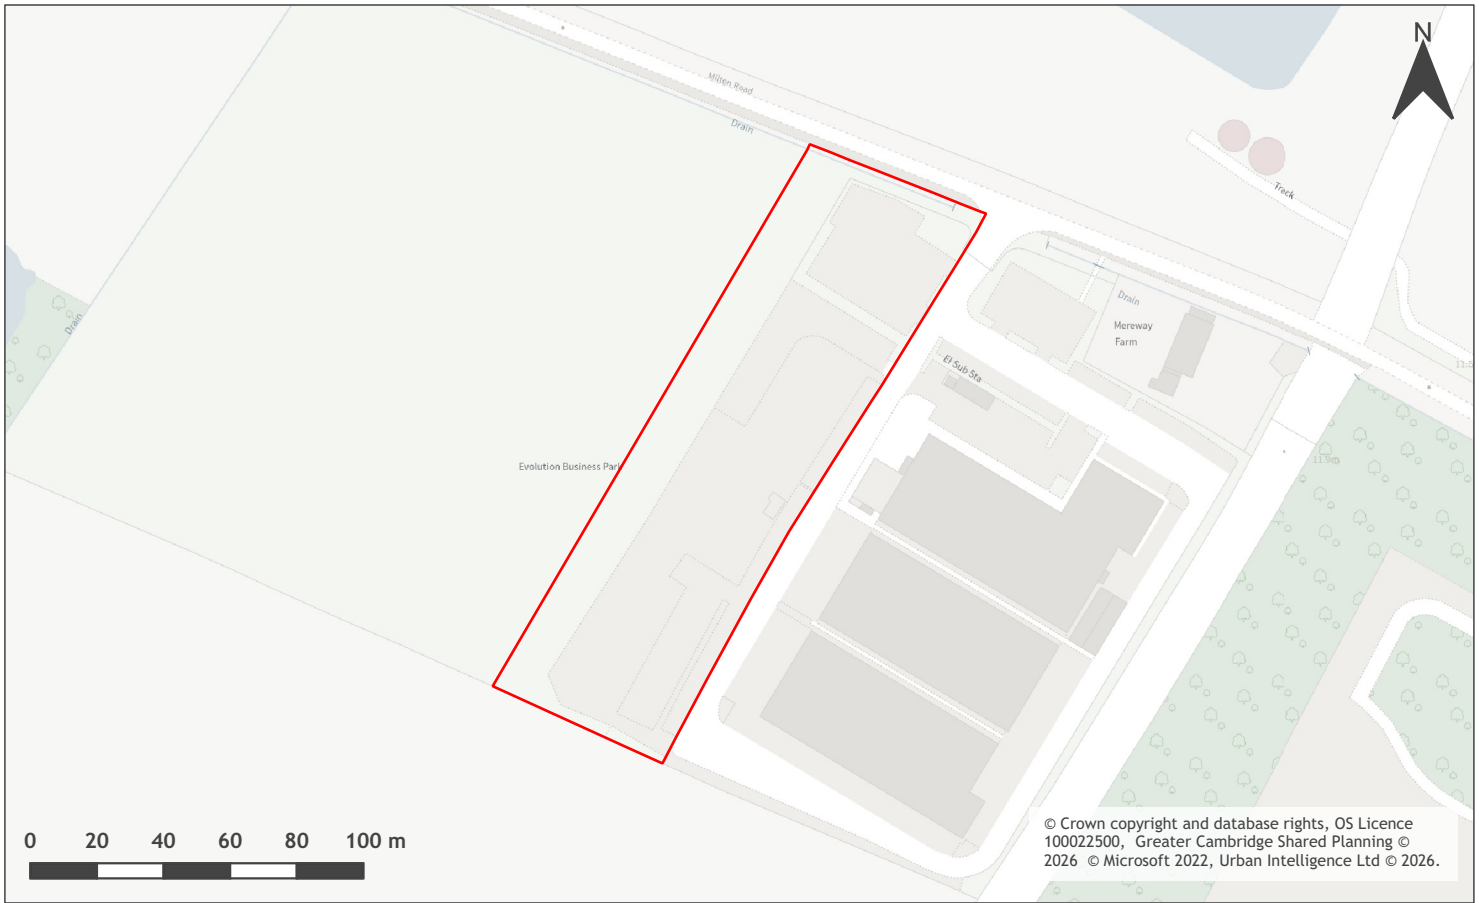 N
Milton Road
Drain
Track
Drain
Drain
Mereway
Farm
El Sub Sta
Evolution Business Park
11.9m
0 20 40 60 80 100 m
© Crown copyright and database rights, OS Licence
100022500, Greater Cambridge Shared Planning ©
2026 © Microsoft 2022, Urban Intelligence Ltd © 2026.